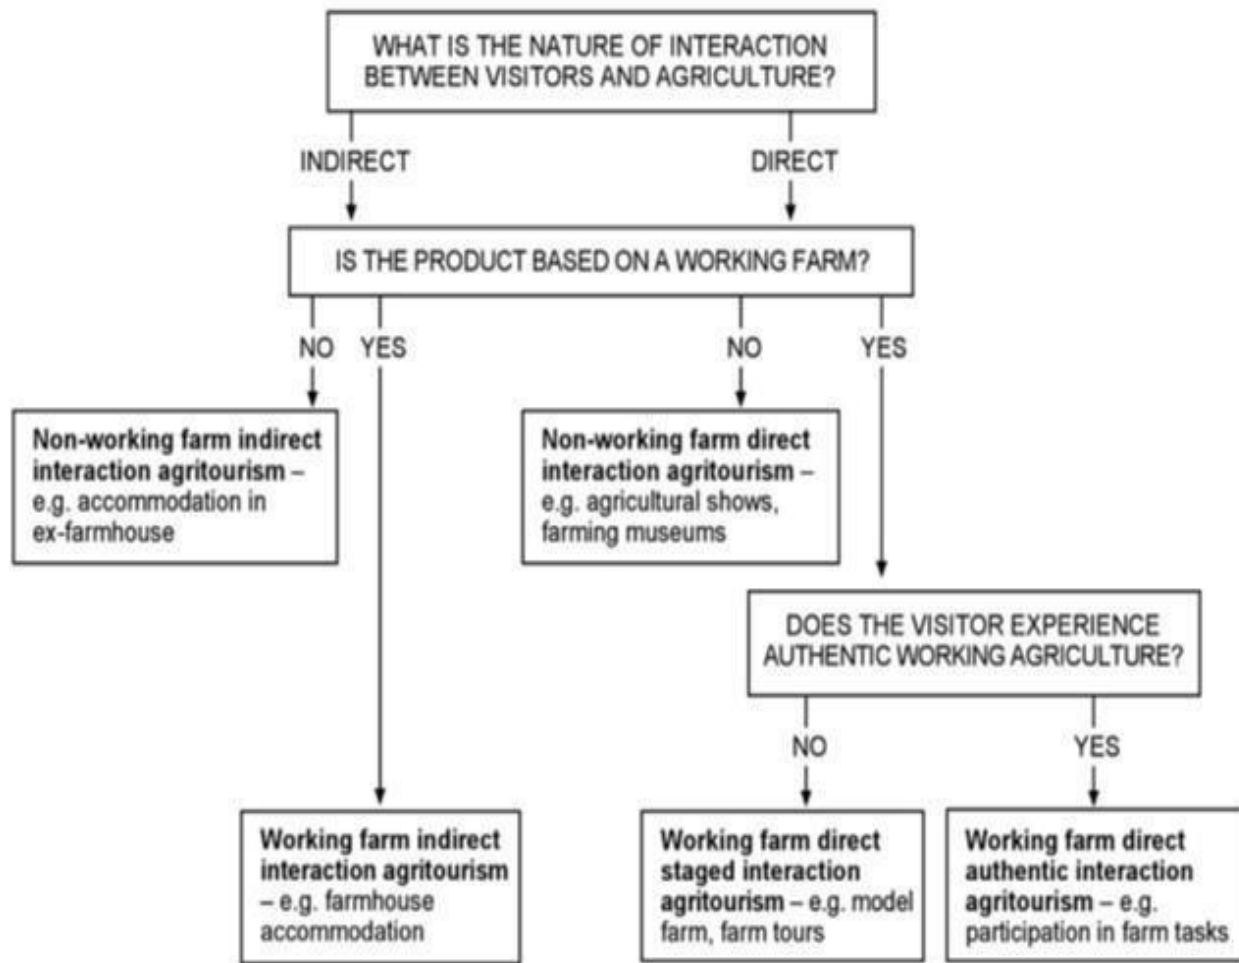 WHAT IS THE NATURE OF INTERACTION
BETWEEN VISITORS AND AGRICULTURE?
INDIRECT
DIRECT
IS THE PRODUCT BASED ON A WORKING FARM?
NO
YES
NO
YES
Non-working farm indirect
interaction agritourism –
e.g. accommodation in
ex-farmhouse
Non-working farm direct
interaction agritourism –
e.g. agricultural shows,
farming museums
DOES THE VISITOR EXPERIENCE
AUTHENTIC WORKING AGRICULTURE?
NO
YES
Working farm indirect
interaction agritourism
– e.g. farmhouse
accommodation
Working farm direct
staged interaction
agritourism – e.g. model
farm, farm tours
Working farm direct
authentic interaction
agritourism – e.g.
participation in farm tasks